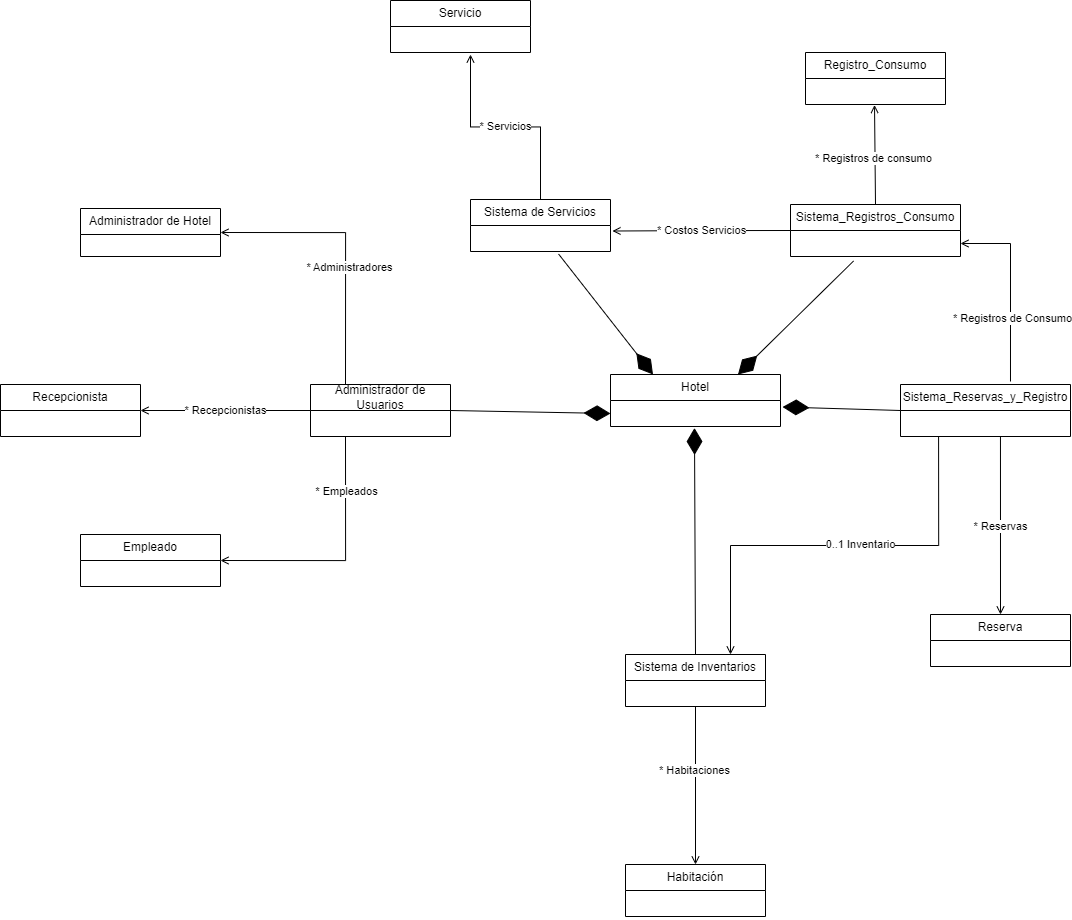 Servicio
Registro_Consumo
* Servicios
* Registros de consumo
Administrador de Hotel
Sistema de Servicios
Sistema_Registros_Consumo
* Costos Servicios
* Administradores
* Registros de Consumo
Recepcionista
* Recepcionistas
Administrador de
Usuarios
Hotel
Sistema_Reservas_y_Registro
* Empleados
* Reservas
Empleado
0..1 Inventario
Reserva
Sistema de Inventarios
* Habitaciones
Habitación